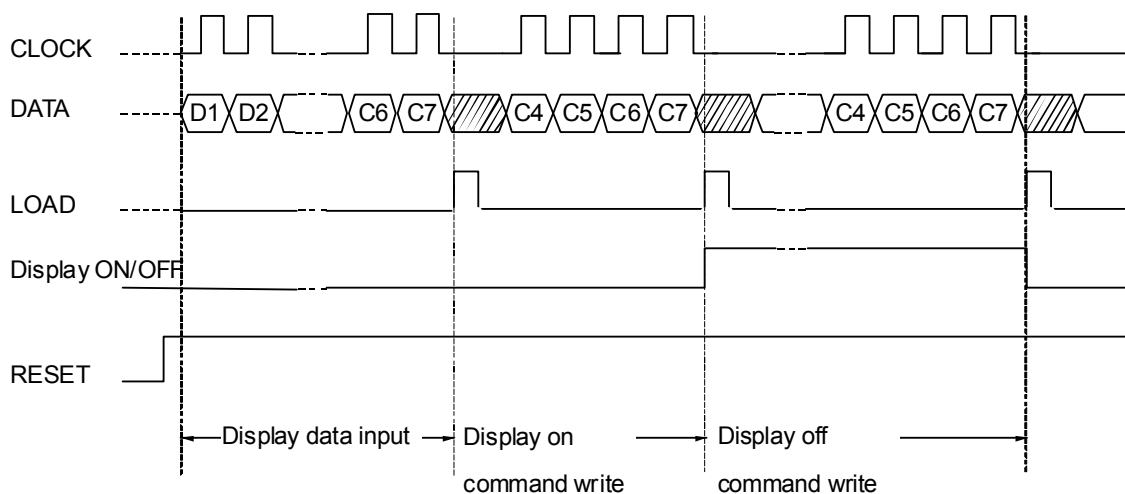 CLOCK
DATA D1 D2 C6 C7 C4 C5 C6 C7 C4 C5 C6 C7
LOAD
Display ON/OFF
RESET
Display data input Display on Display off
command write command write